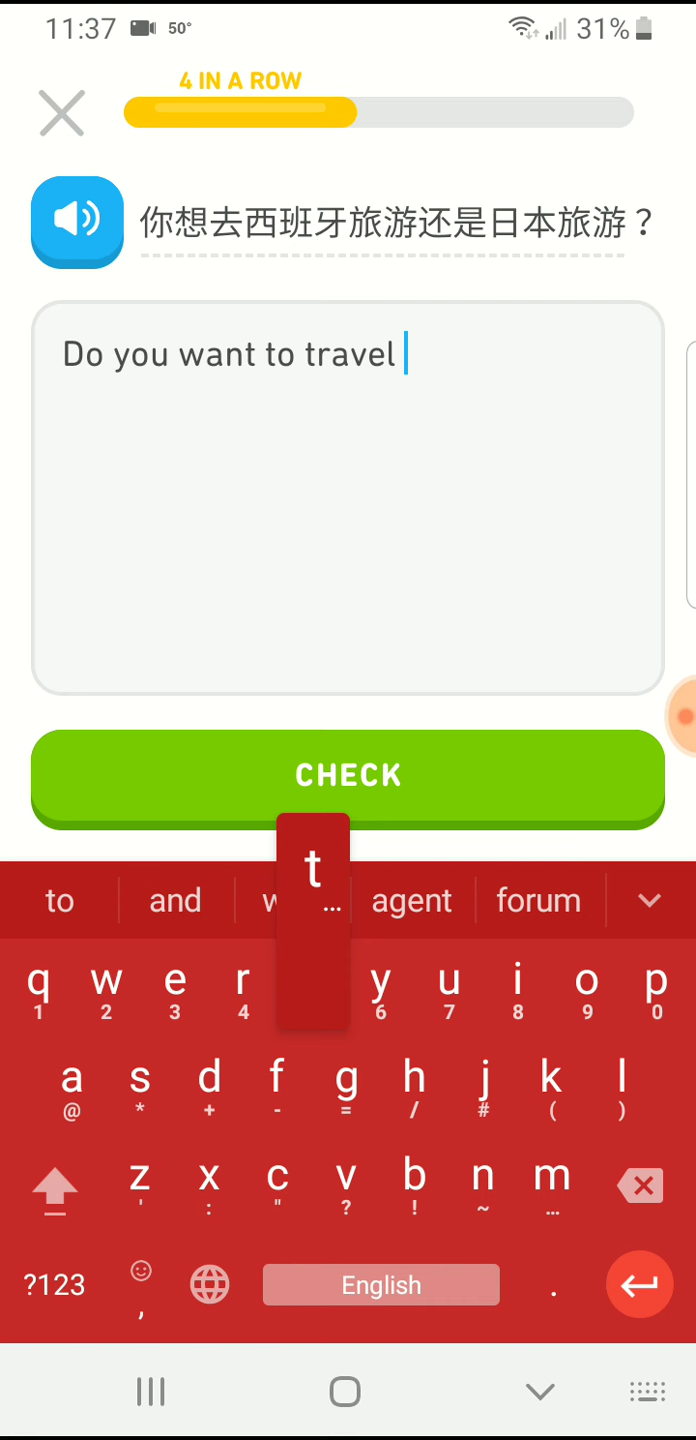 11:37 50° 31%
4 IN A ROW
你想去西班牙旅游还是日本旅游？
Do you want to travel
CHECK
t
...
to and agent forum
q w e r y u i o p
1 2 3 4 6 7 8 9 0
a s d f g h j k l
@ * + - = / # ( )
z x c v b n m
' : " ? ! ~ ...
?123 , English .